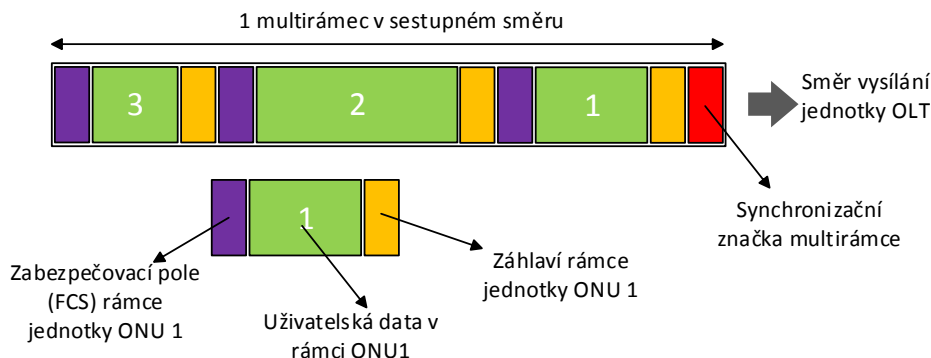 1 multirámec v sestupném směru
3
2
1
Směr vysílání
jednotky OLT
Synchronizační
značka multirámce
1
Zabezpečovací pole
(FCS) rámce
jednotky ONU 1
Uživatelská data v
rámci ONU1
Záhlaví rámce
jednotky ONU 1